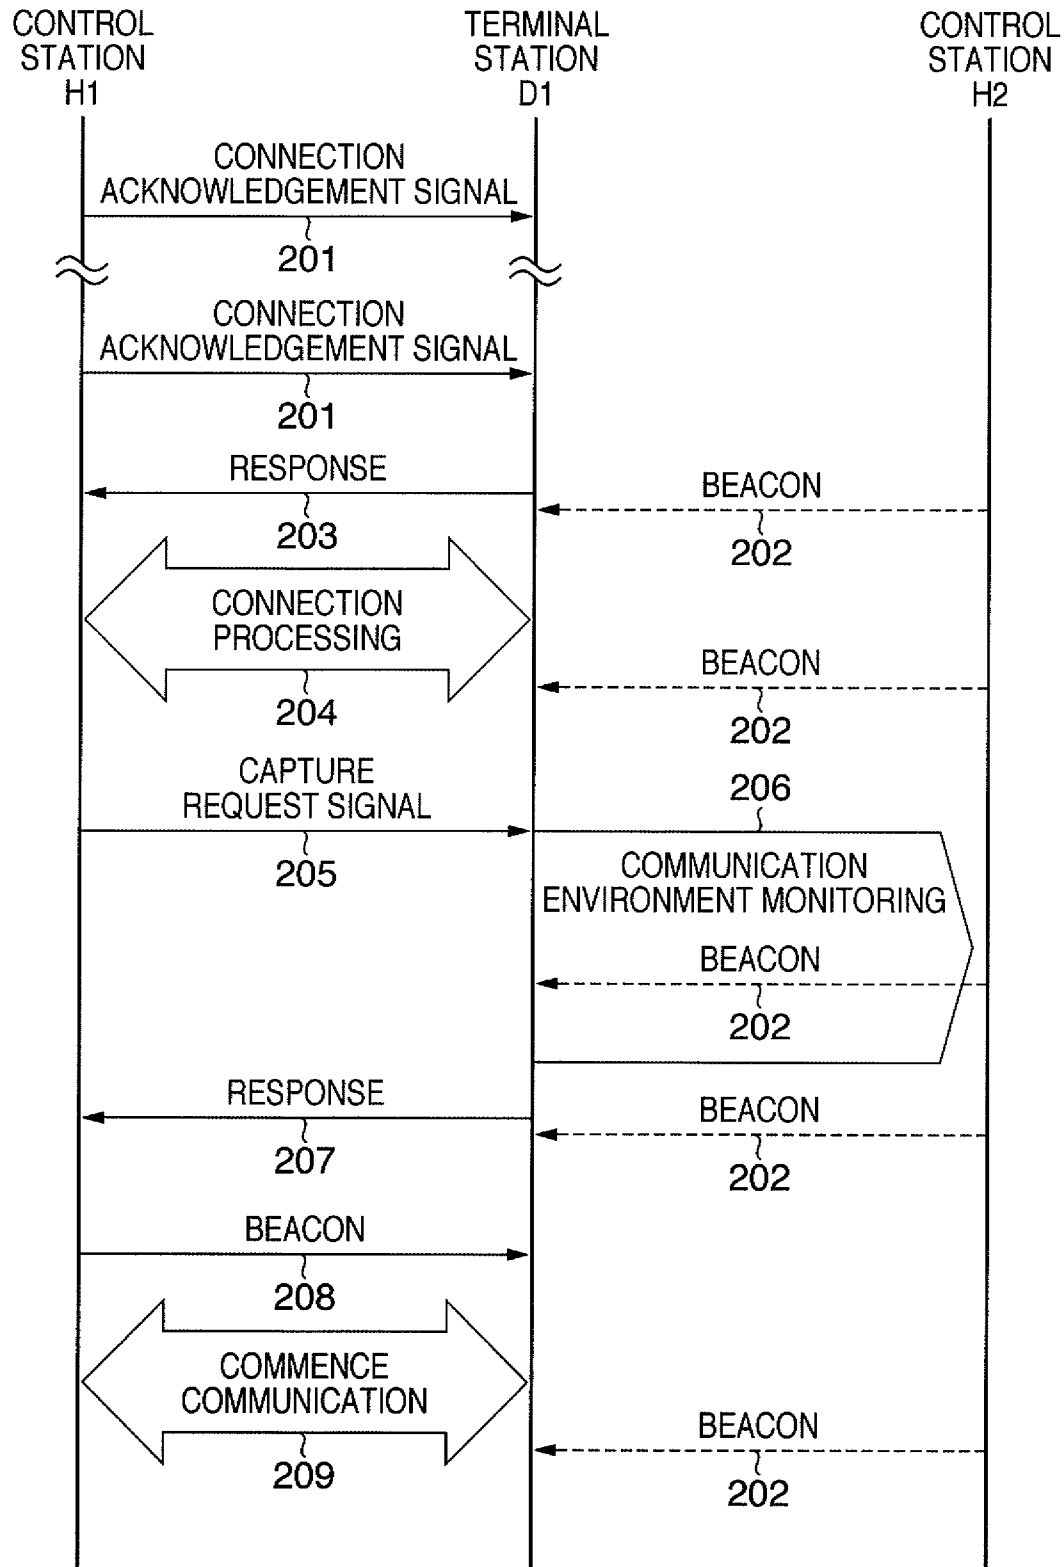 CONTROL
STATION
H1
TERMINAL
STATION
D1
CONTROL
STATION
H2
CONNECTION
ACKNOWLEDGEMENT SIGNAL
201
CONNECTION
ACKNOWLEDGEMENT SIGNAL
201
RESPONSE
203
BEACON
202
CONNECTION
PROCESSING
204
BEACON
202
CAPTURE
REQUEST SIGNAL
205
206
COMMUNICATION
ENVIRONMENT MONITORING
BEACON
202
RESPONSE
207
BEACON
202
BEACON
208
COMMENCE
COMMUNICATION
209
BEACON
202